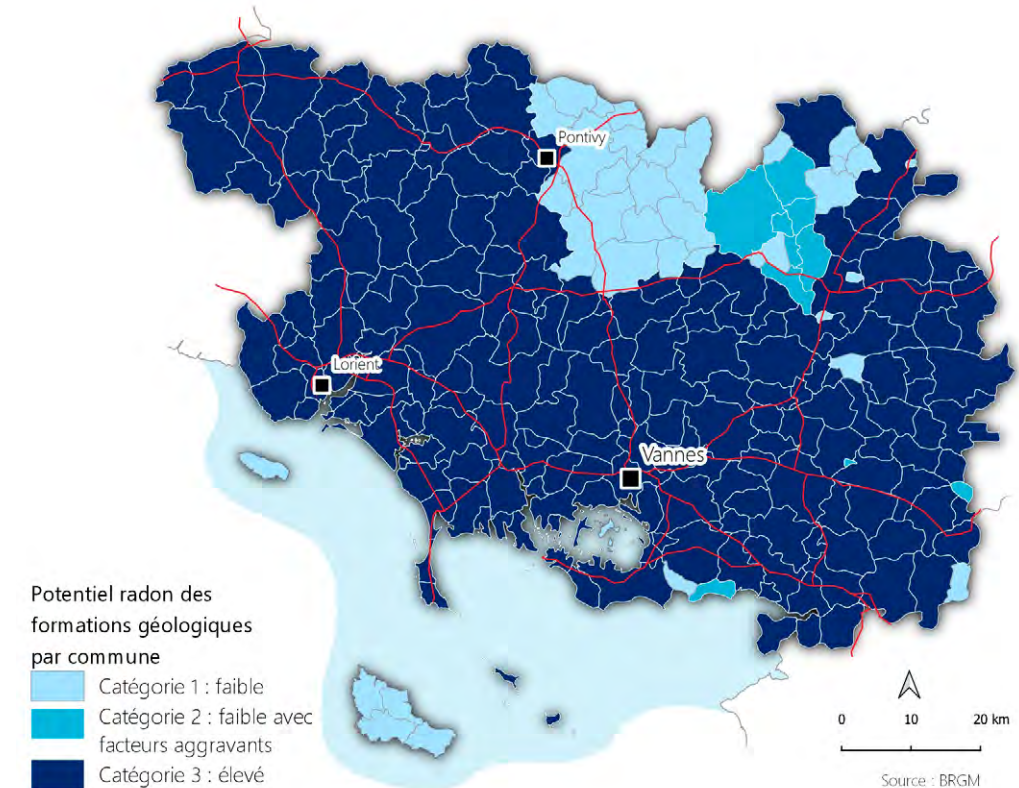 Pontivy
Lorient
Vannes
Potentiel radon des
formations géologiques
par commune
Catégorie 1 : faible
Catégorie 2 : faible avec
facteurs aggravants
Catégorie 3 : élevé
0 10 20 km
Source : BRGM